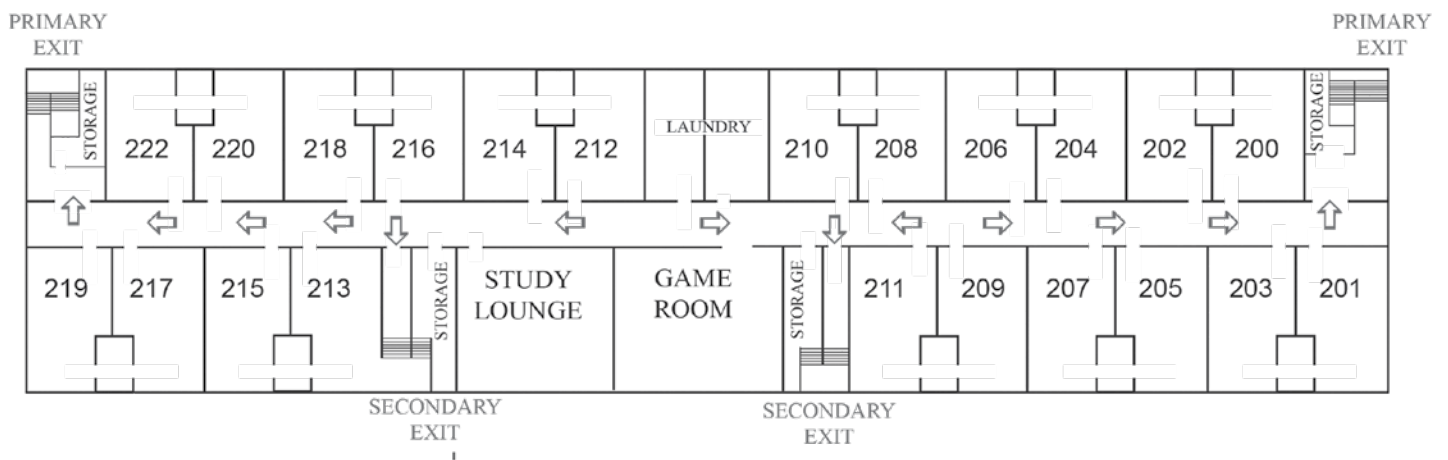 PRIMARY
EXIT
PRIMARY
EXIT
STORAGE
222 220 218 216 214 212 LAUNDRY 210 208 206 204 202 200
STORAGE
219 217 215 213
STORAGE
STUDY
LOUNGE
GAME
ROOM
STORAGE
211 209 207 205 203 201
SECONDARY
EXIT
SECONDARY
EXIT